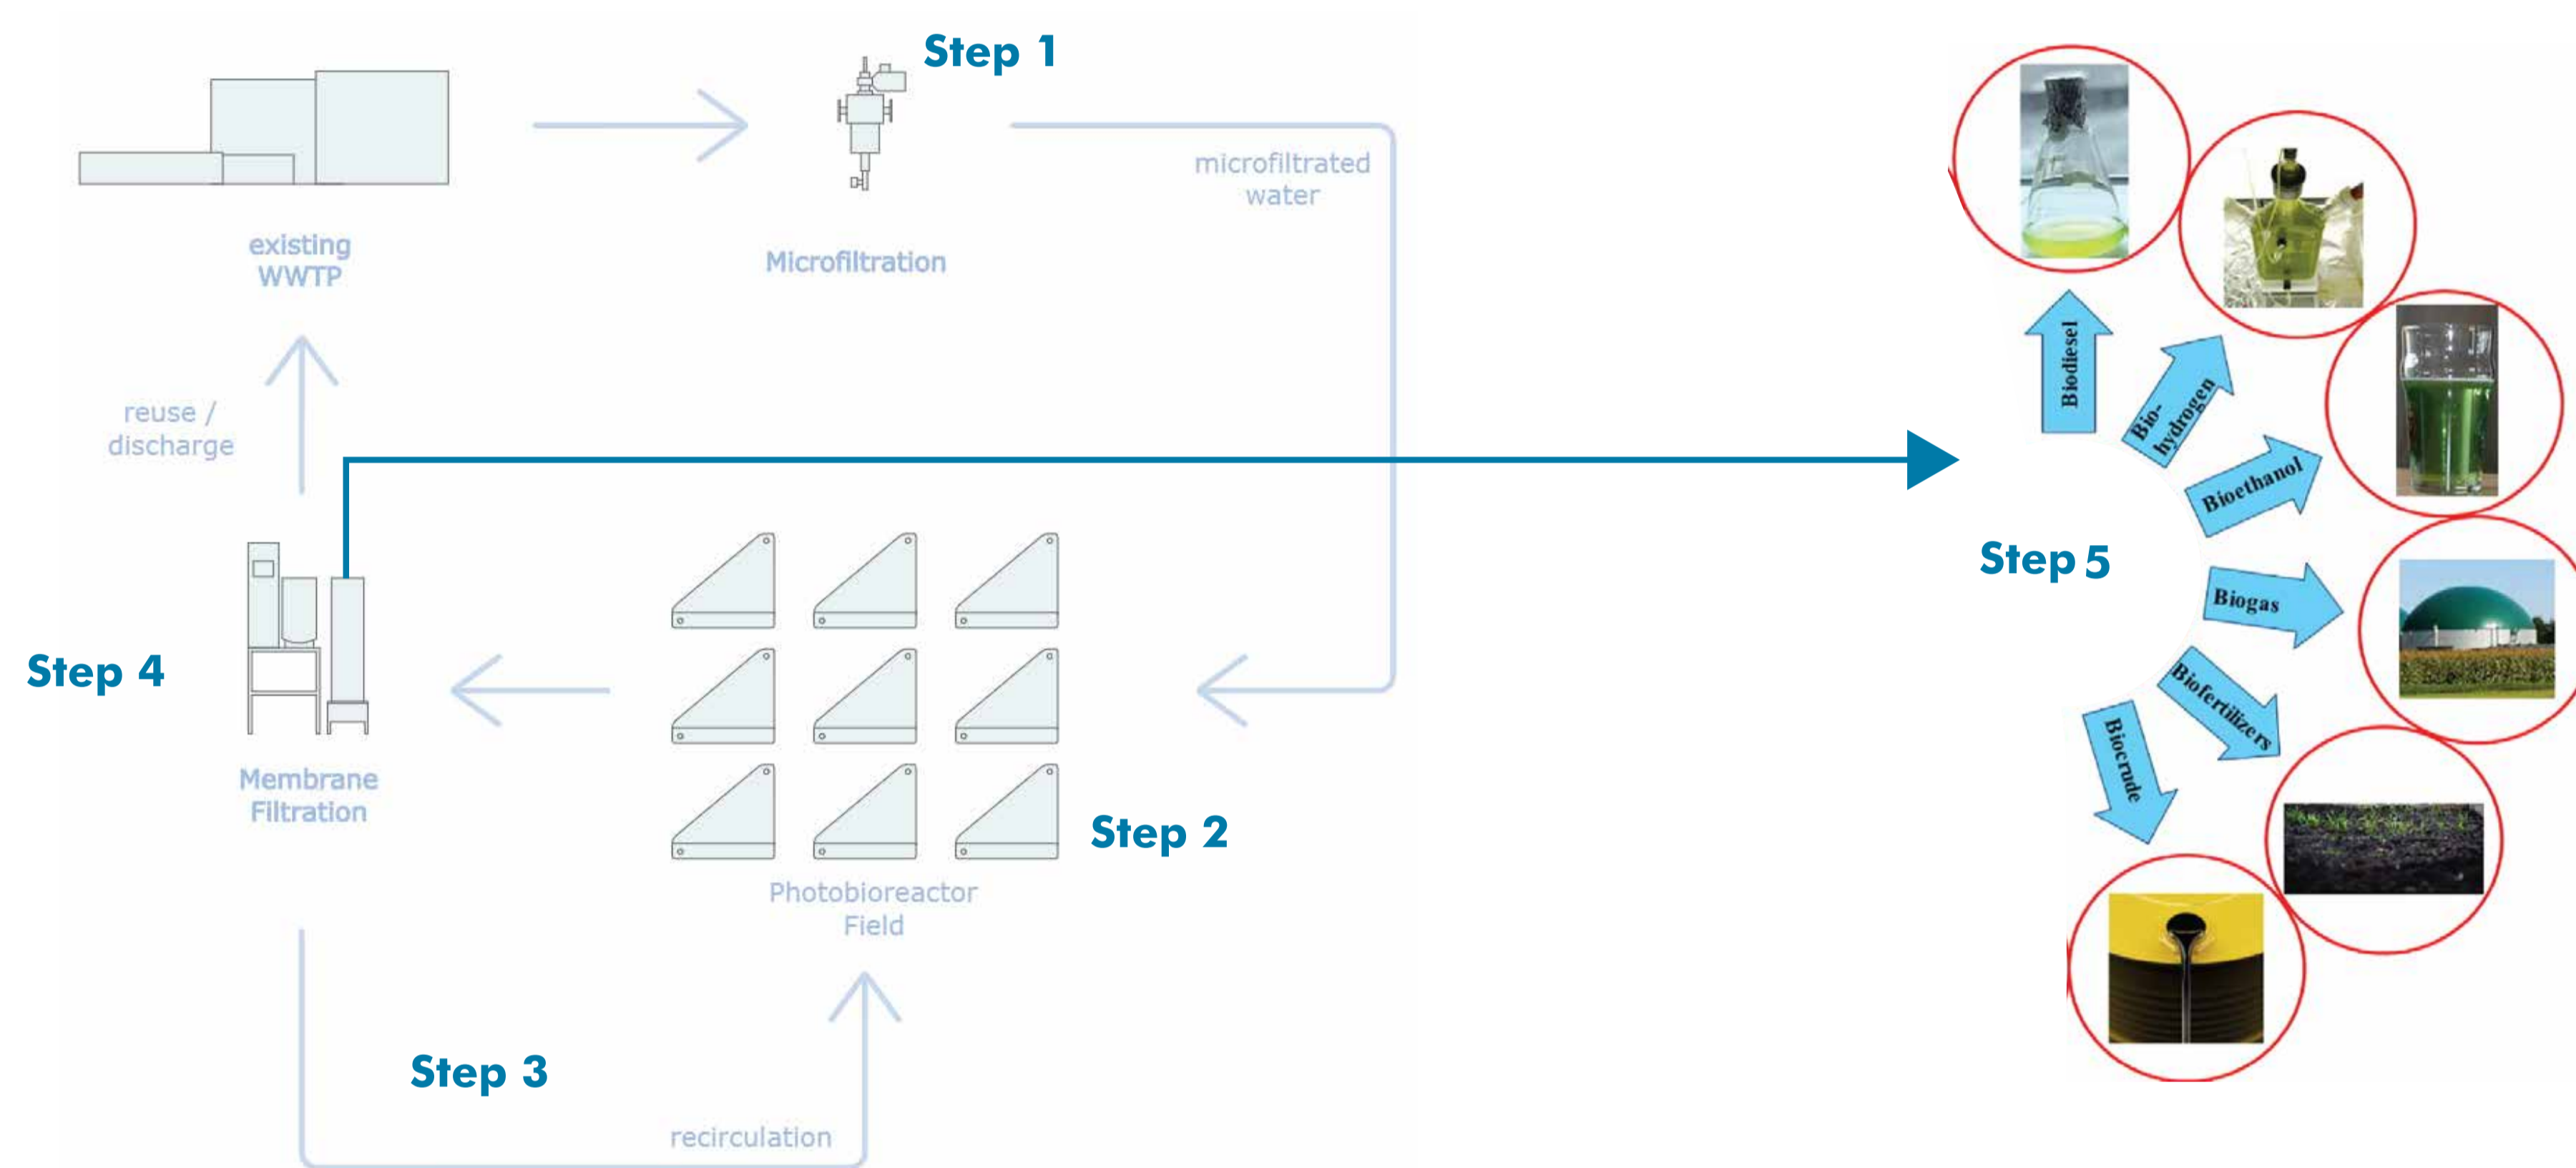 Step 1
existing
WWTP
Microfiltration
microfiltrated
water
reuse /
discharge
Step 4
Membrane
Filtration
Step 2
Photobioreactor
Field
Step 3
recirculation
Step 5
Biodiesel
Bio-
hydrogen
Bioethanol
Biogas
Biofertilizers
Biocrude